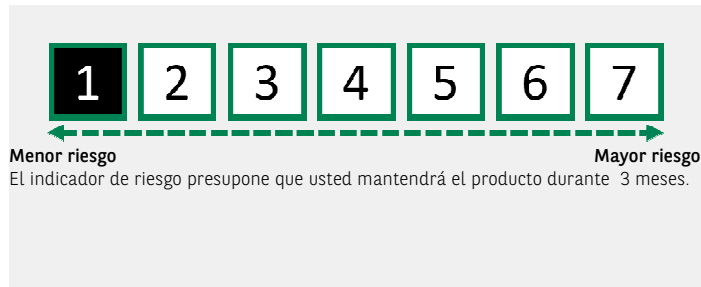 1 2 3 4 5 6 7
Menor riesgo Mayor riesgo
El indicador de riesgo presupone que usted mantendrá el producto durante  3 meses.